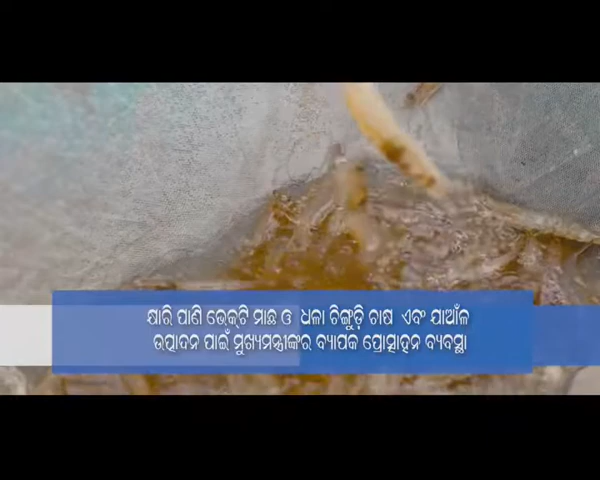 କ୍ଷାରି ପାଣି ଭେକ୍‌ଟି ମାଛ ଓ ଧଳା ଚିଙ୍ଗୁଡ଼ି ଚାଷ ଏବଂ ଯାଆଁଳ
ଉତ୍ପାଦନ ପାଇଁ ମୁଖ୍ୟମନ୍ତ୍ରୀଙ୍କର ବ୍ୟାପକ ପ୍ରୋତ୍ସାହନ ବ୍ୟବସ୍ଥା